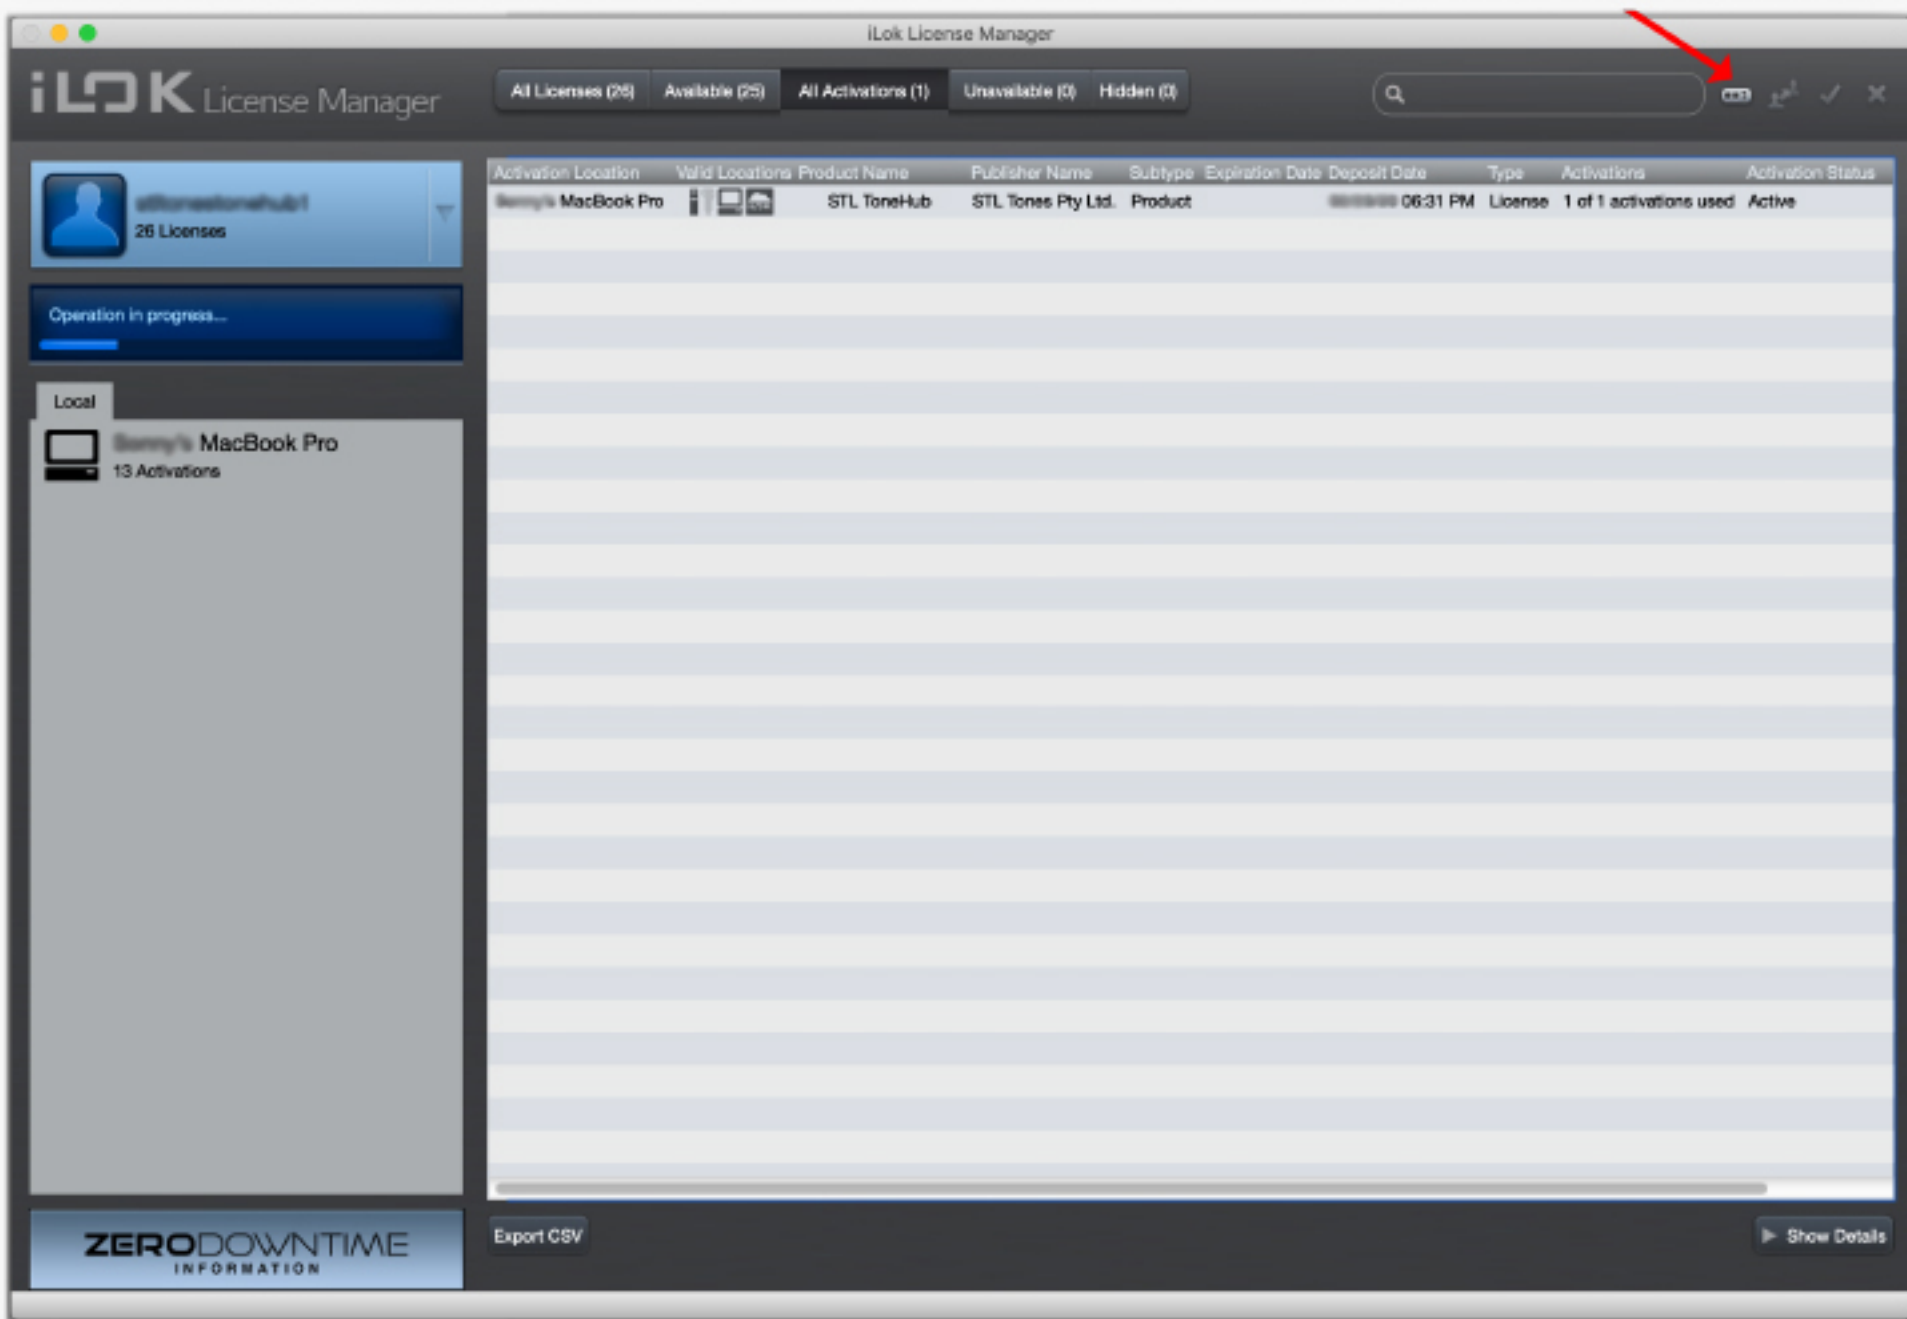 iLok License Manager
iLOK License Manager
All Licenses (26) Available (25) All Activations (1) Unavailable (0) Hidden (0)
26 Licenses
Operation in progress...
Local
MacBook Pro
13 Activations
Activation Location Valid Locations Product Name Publisher Name Subtype Expiration Date Deposit Date Type Activations Activation Status
MacBook Pro STL ToneHub STL Tones Pty Ltd. Product 06:31 PM License 1 of 1 activations used Active
ZERODOWNTIME
INFORMATION
Export CSV
Show Details